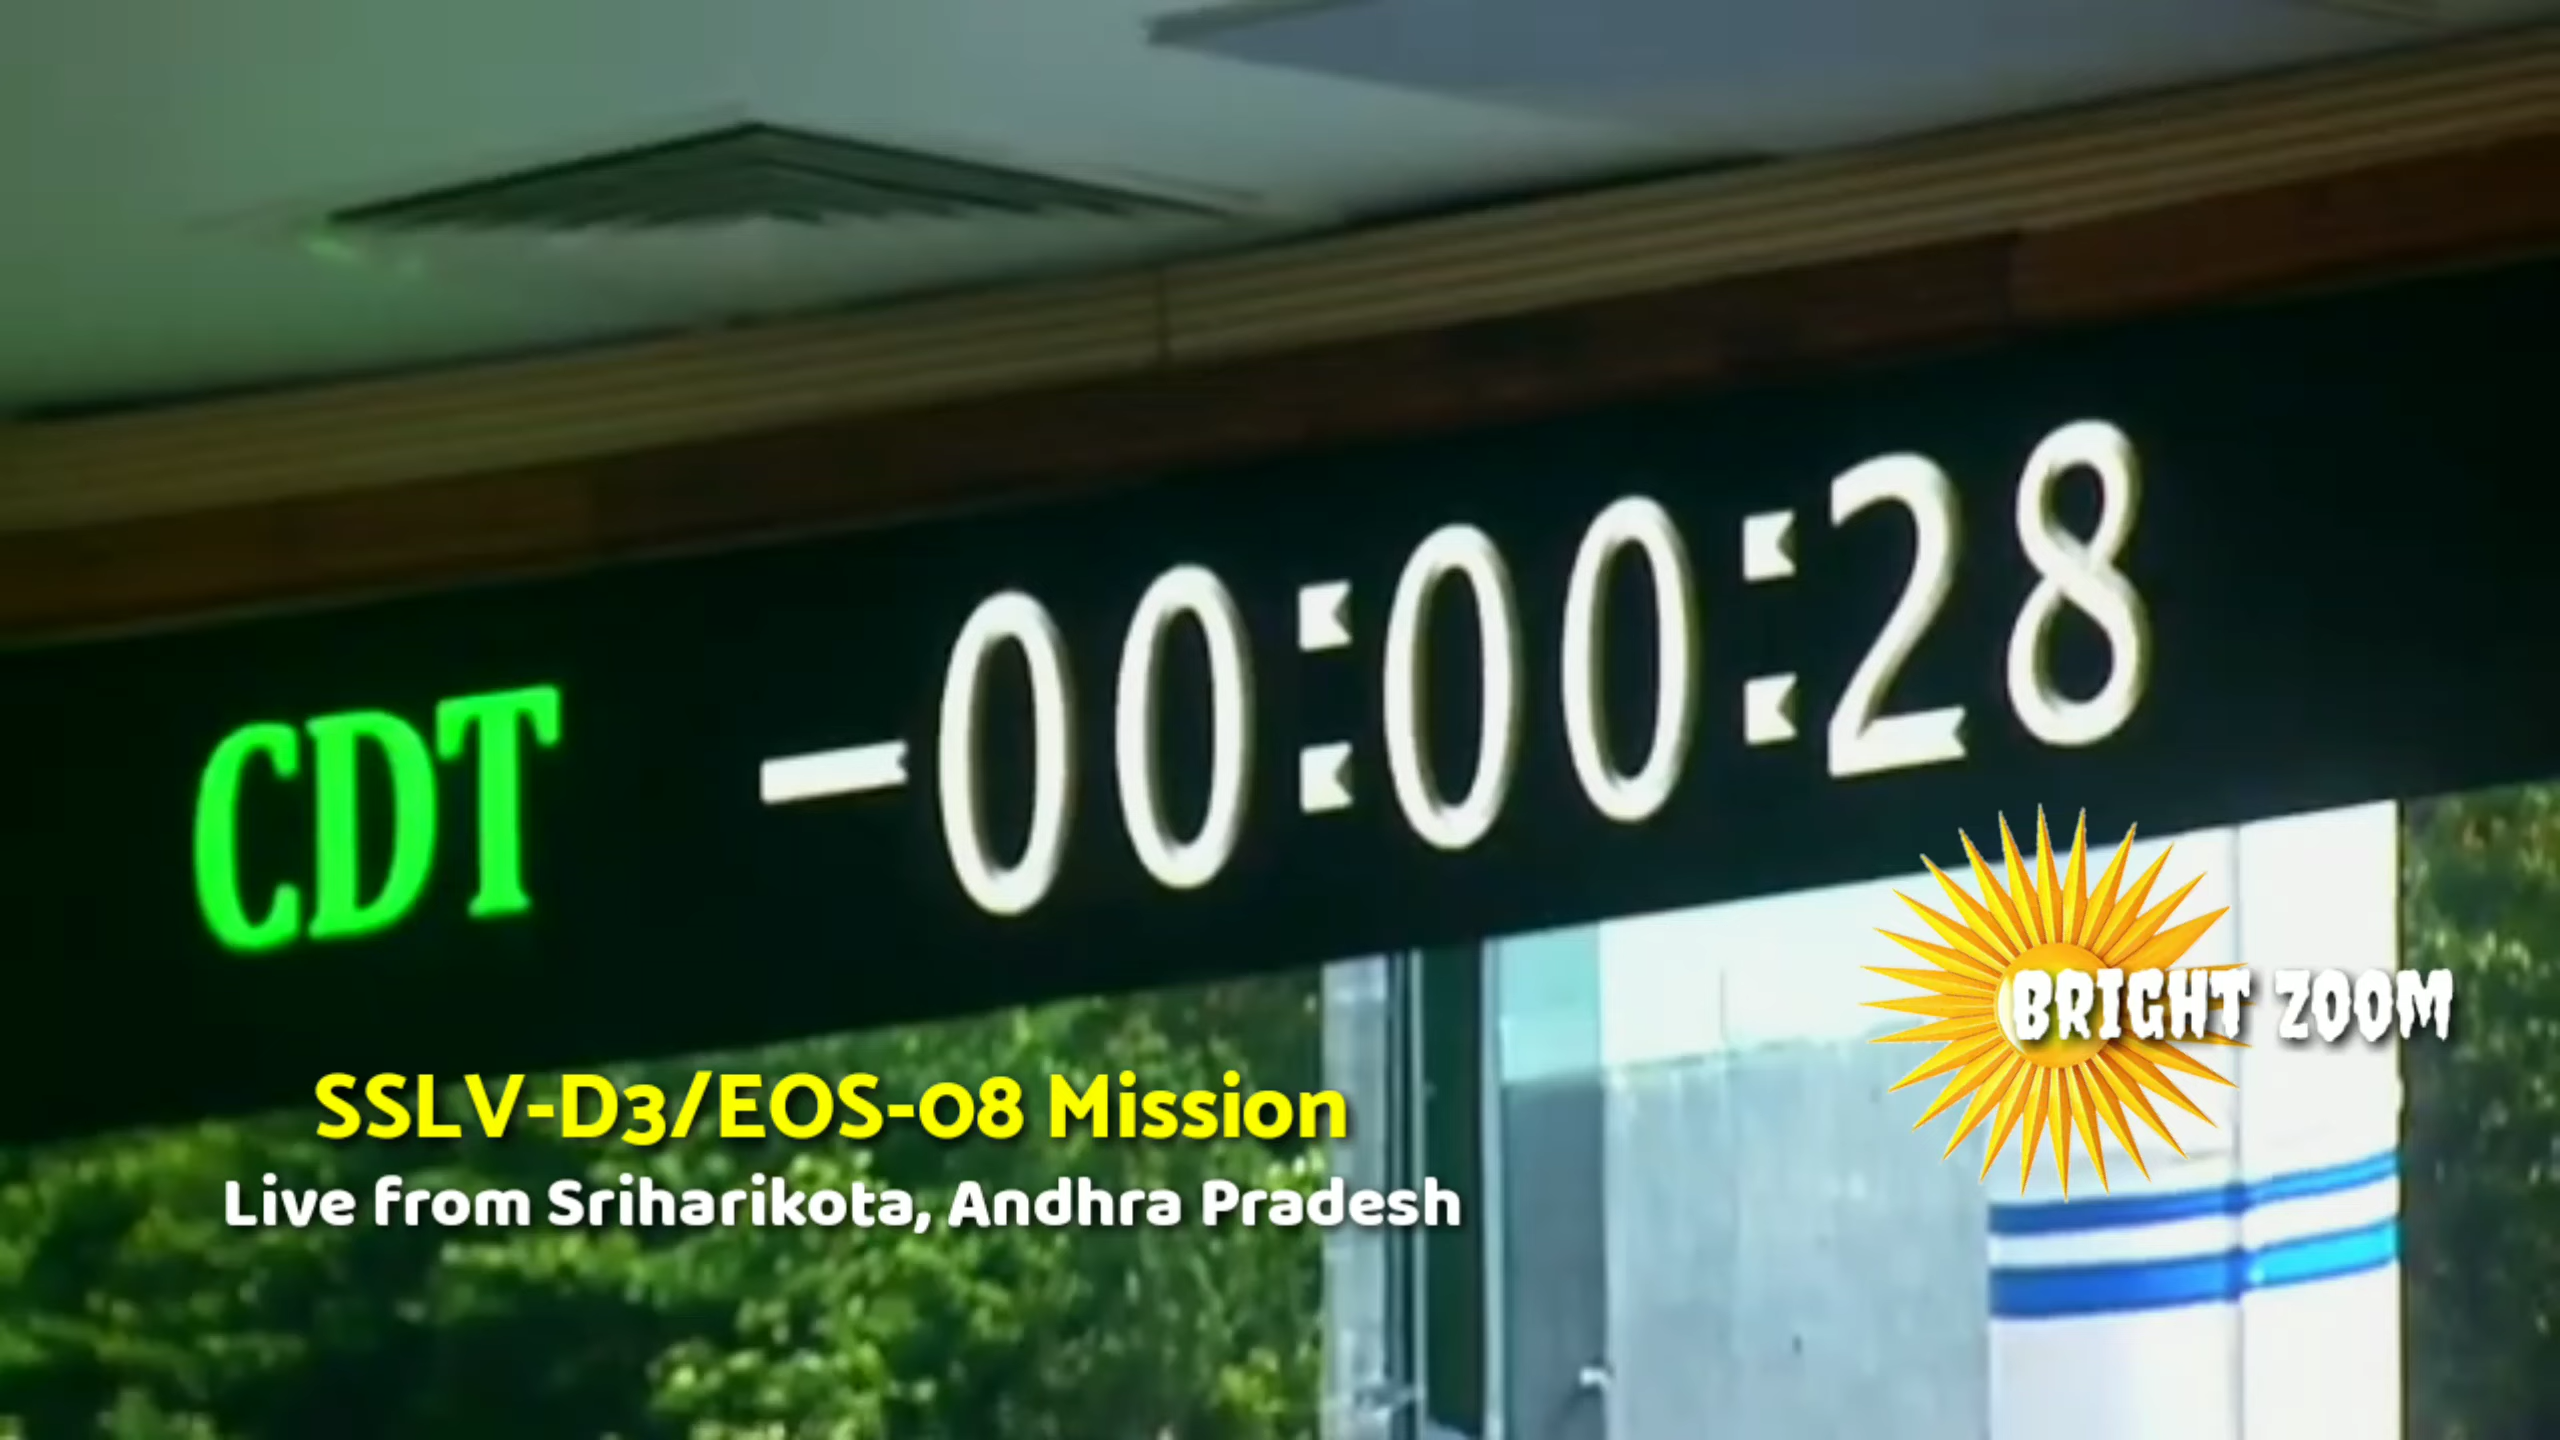 CDT -00:00:28
BRIGHT ZOOM
SSLV-D3/EOS-08 Mission
Live from Sriharikota, Andhra Pradesh